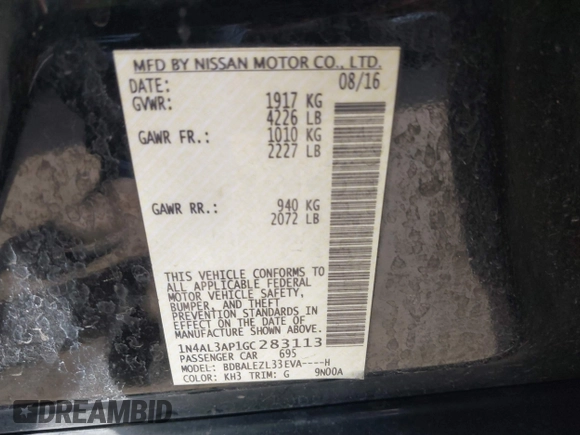 MFD BY NISSAN MOTOR CO., LTD.
DATE: 08/16
GVWR: 1917 KG
4226 LB
GAWR FR.: 1010 KG
2227 LB
GAWR RR.: 940 KG
2072 LB
THIS VEHICLE CONFORMS TO
ALL APPLICABLE FEDERAL
MOTOR VEHICLE SAFETY,
BUMPER, AND THEFT
PREVENTION STANDARDS IN
EFFECT ON THE DATE OF
MANUFACTURE SHOWN ABOVE.
1N4AL3AP1GC283113
PASSENGER CAR 695
MODEL: BDBALEZL33EVA----H
COLOR: KH3 TRIM: G 9N00A
DREAMBID